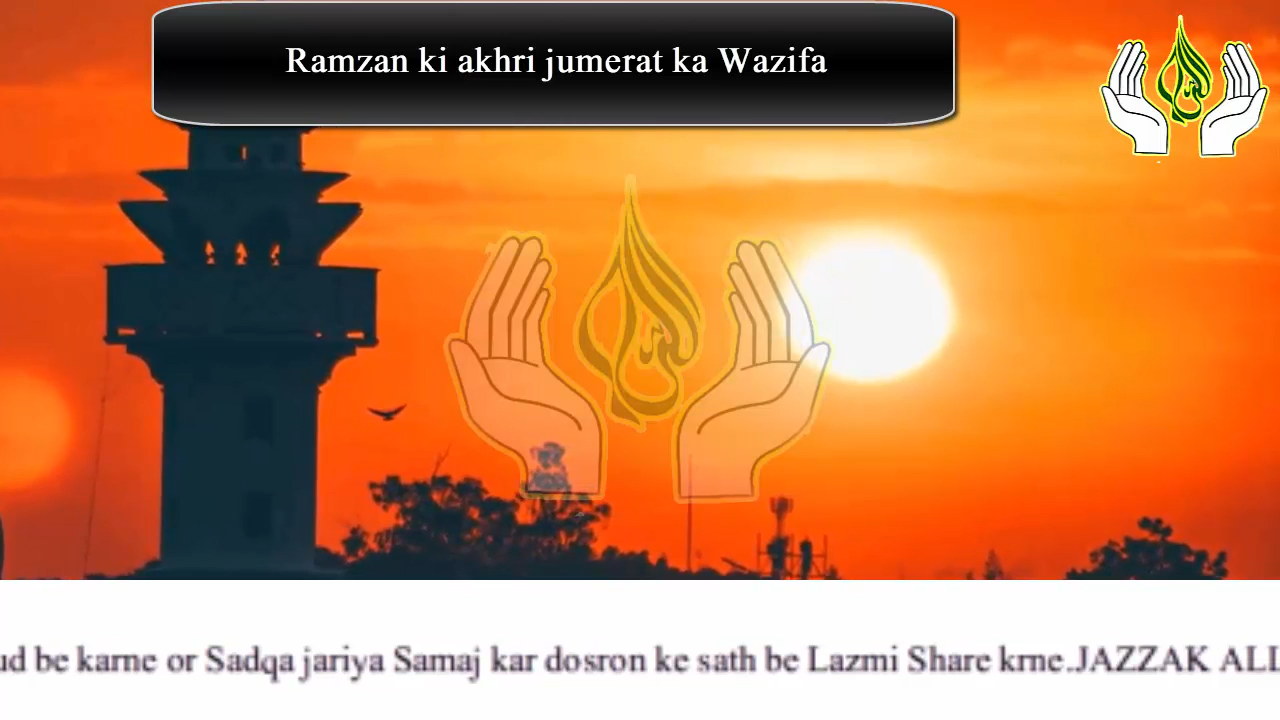 Ramzan ki akhri jumerat ka Wazifa
be karne or Sadqa jariya Samaj kar dosron ke sath be Lazmi Share krne.JAZZAK